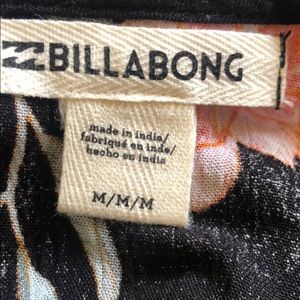 BILLABONG
made in india/
fabriqué en inde/
hecho en india
M/M/M